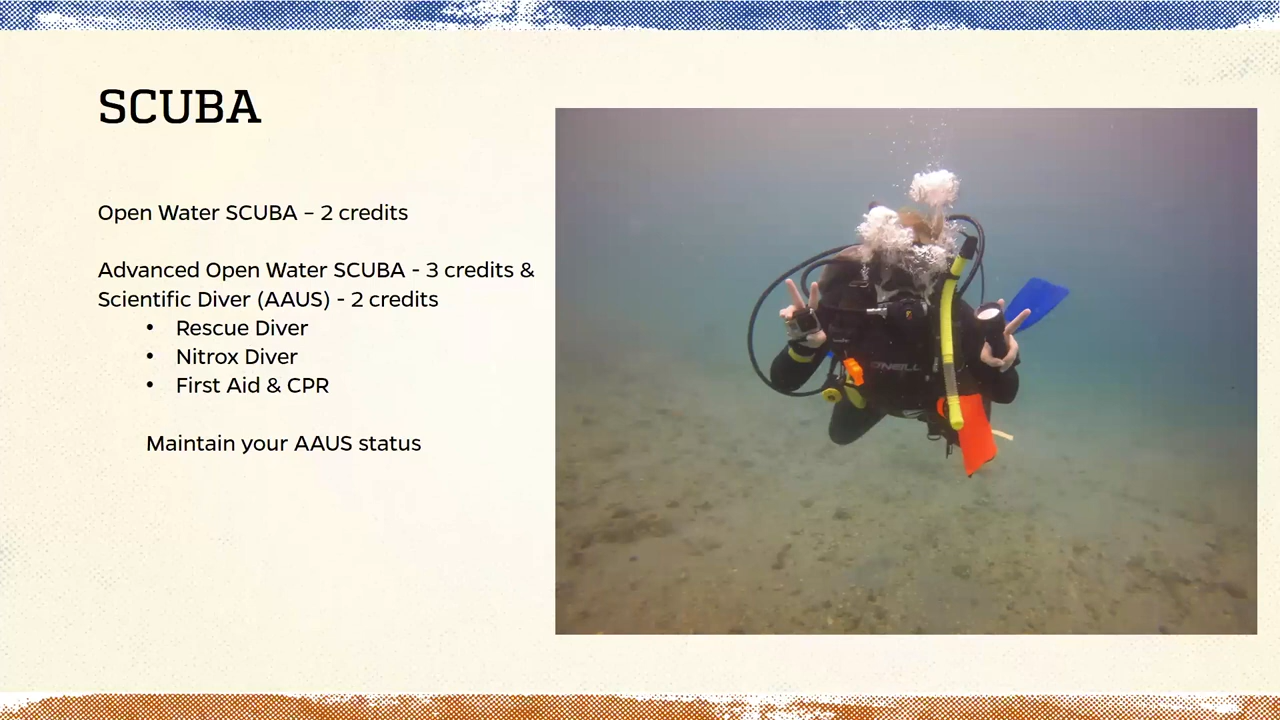 SCUBA
Open Water SCUBA – 2 credits
Advanced Open Water SCUBA - 3 credits &
Scientific Diver (AAUS) - 2 credits
• Rescue Diver
• Nitrox Diver
• First Aid & CPR
Maintain your AAUS status
O'NEILL